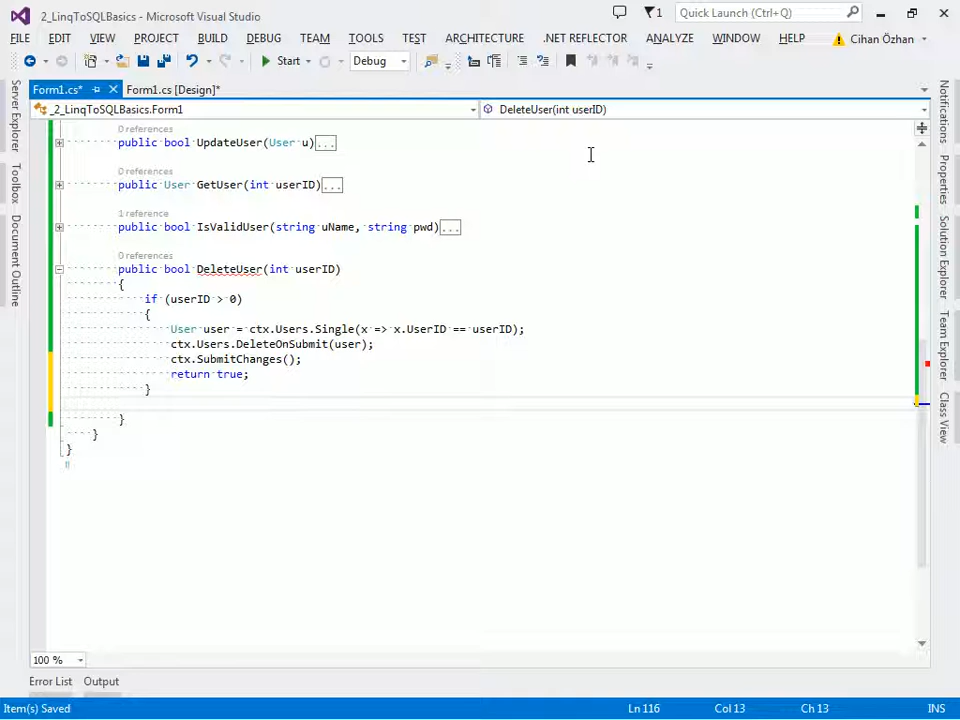 2_LinqToSQLBasics - Microsoft Visual Studio
1
Quick Launch (Ctrl+Q)
FILE EDIT VIEW PROJECT BUILD DEBUG TEAM TOOLS TEST ARCHITECTURE .NET REFLECTOR ANALYZE WINDOW HELP Cihan Özhan
Start Debug
Form1.cs* Form1.cs [Design]*
_2_LinqToSQLBasics.Form1 DeleteUser(int userID)
Server Explorer
Toolbox
Document Outline
0 references
public bool UpdateUser(User u)...
0 references
public User GetUser(int userID)...
1 reference
public bool IsValidUser(string uName, string pwd)...
0 references
public bool DeleteUser(int userID)
{
if (userID > 0)
{
User user = ctx.Users.Single(x => x.UserID == userID);
ctx.Users.DeleteOnSubmit(user);
ctx.SubmitChanges();
return true;
}
}
}
}
Notifications
Properties
Solution Explorer
Team Explorer
Class View
100 %
Error List Output
Item(s) Saved Ln 116 Col 13 Ch 13 INS